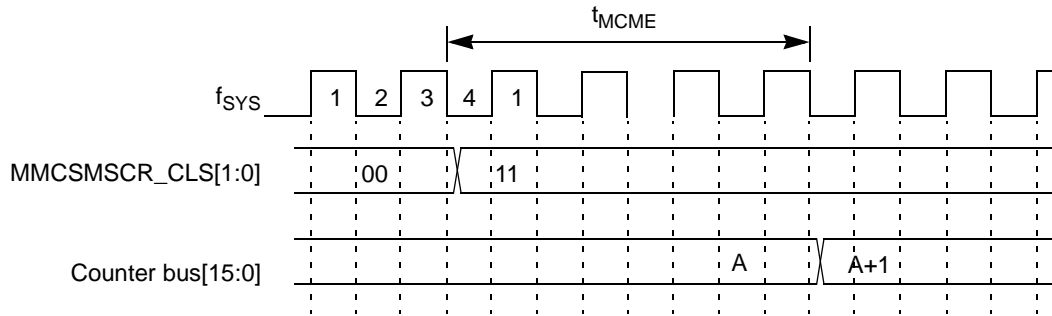 tMCME
fSYS 1 2 3 4 1
MMCSMSCR_CLS[1:0] 00 11
Counter bus[15:0] A A+1